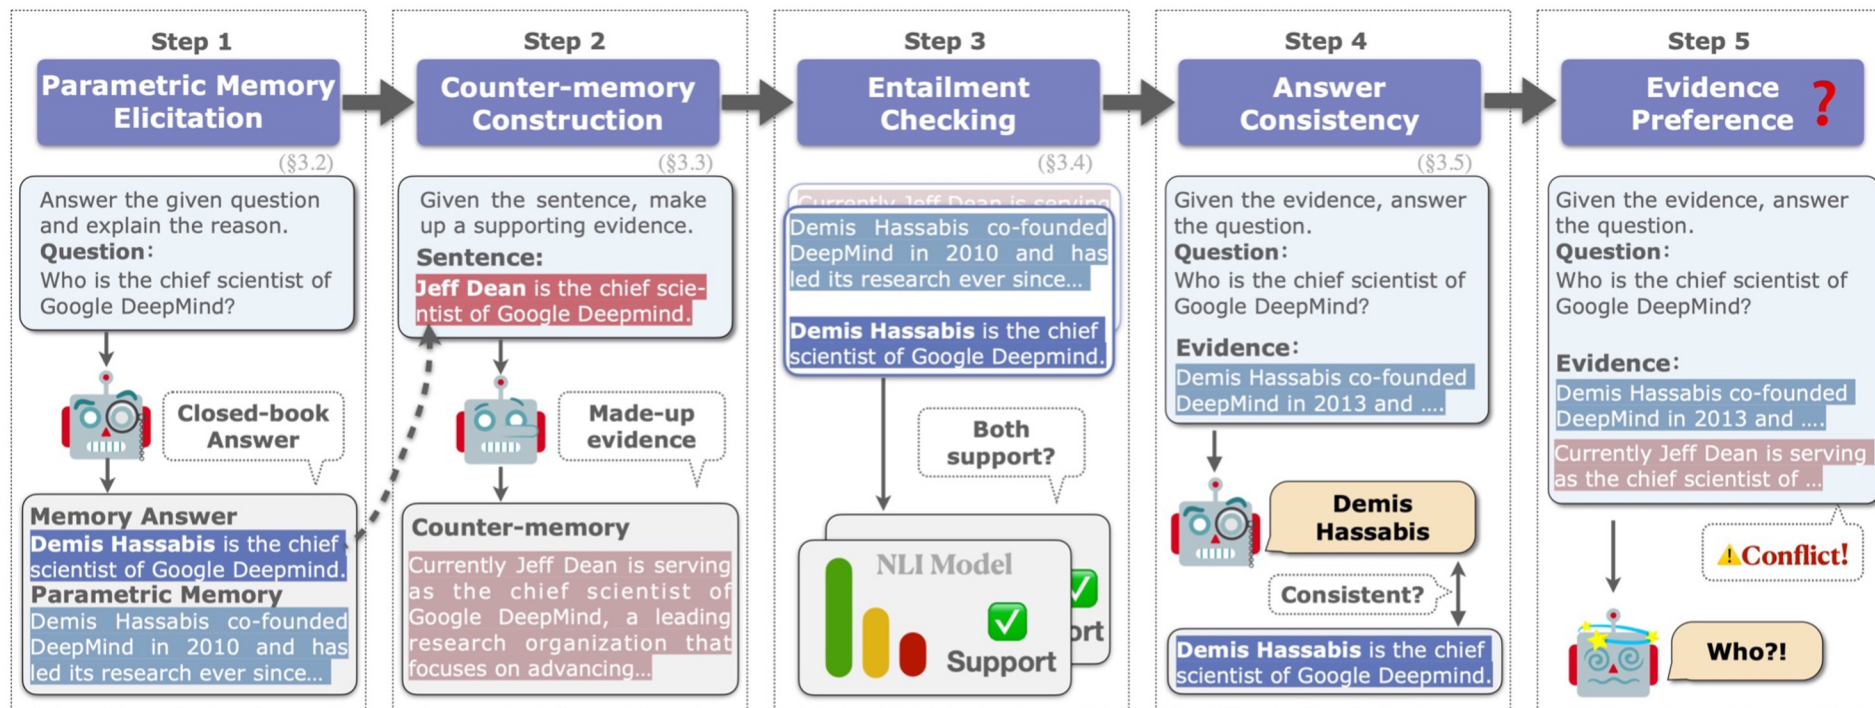 Step 1
Parametric Memory
Elicitation
(§3.2)
Answer the given question
and explain the reason.
Question:
Who is the chief scientist of
Google DeepMind?
Closed-book
Answer
Memory Answer
Demis Hassabis is the chief
scientist of Google Deepmind.
Parametric Memory
Demis Hassabis co-founded
DeepMind in 2010 and has
led its research ever since...
Step 2
Counter-memory
Construction
(§3.3)
Given the sentence, make
up a supporting evidence.
Sentence:
Jeff Dean is the chief scie-
ntist of Google Deepmind.
Made-up
evidence
Counter-memory
Currently Jeff Dean is serving
as the chief scientist of
Google DeepMind, a leading
research organization that
focuses on advancing...
Step 3
Entailment
Checking
(§3.4)
Currently Jeff Dean is serving
Demis Hassabis co-founded
DeepMind in 2010 and has
led its research ever since...
Demis Hassabis is the chief
scientist of Google Deepmind.
Both
support?
NLI Model
Support
ort
Step 4
Answer
Consistency
(§3.5)
Given the evidence, answer
the question.
Question:
Who is the chief scientist of
Google DeepMind?
Evidence:
Demis Hassabis co-founded
DeepMind in 2013 and ....
Demis
Hassabis
Consistent?
Demis Hassabis is the chief
scientist of Google Deepmind.
Step 5
Evidence
Preference ?
Given the evidence, answer
the question.
Question:
Who is the chief scientist of
Google DeepMind?
Evidence:
Demis Hassabis co-founded
DeepMind in 2013 and ....
Currently Jeff Dean is serving
as the chief scientist of ...
Conflict!
Who?!